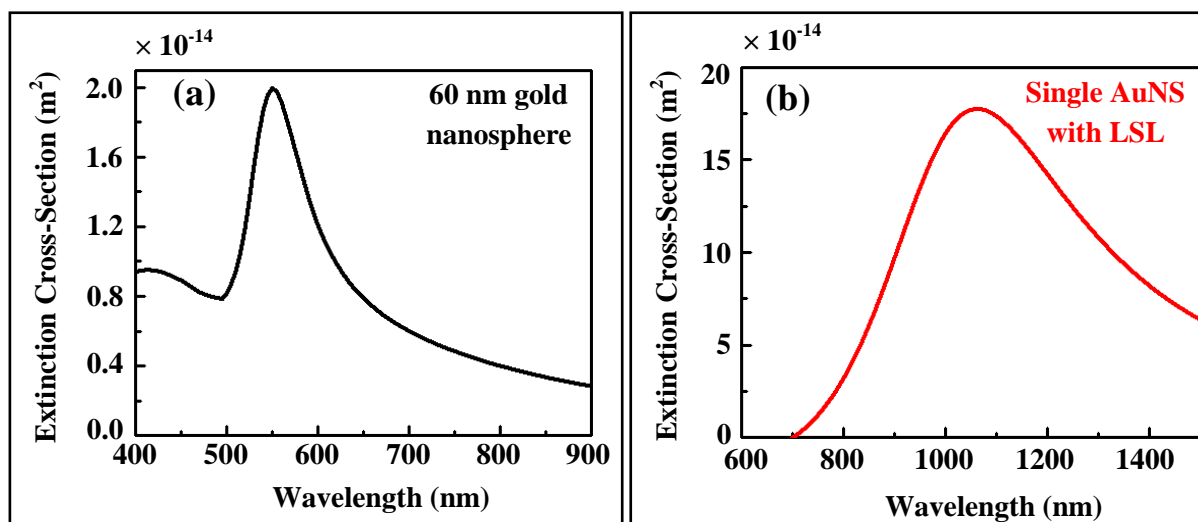 × 10⁻¹⁴
(a)
60 nm gold
nanosphere
Extinction Cross-Section (m²)
2.0
1.6
1.2
0.8
0.4
0.0
400 500 600 700 800 900
Wavelength (nm)
× 10⁻¹⁴
(b)
Single AuNS
with LSL
Extinction Cross-Section (m²)
20
15
10
5
0
600 800 1000 1200 1400
Wavelength (nm)